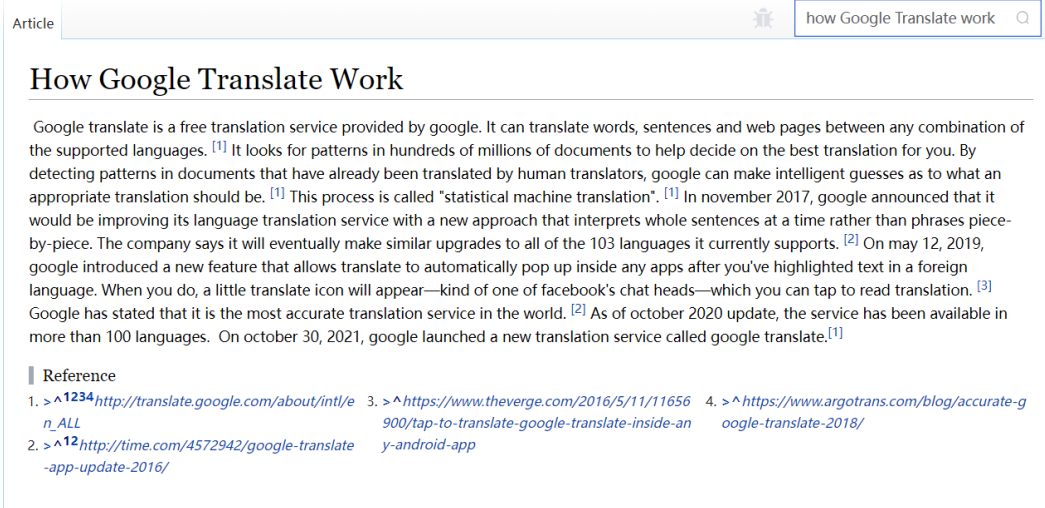 Article
how Google Translate work
How Google Translate Work
Google translate is a free translation service provided by google. It can translate words, sentences and web pages between any combination of
the supported languages. [1] It looks for patterns in hundreds of millions of documents to help decide on the best translation for you. By
detecting patterns in documents that have already been translated by human translators, google can make intelligent guesses as to what an
appropriate translation should be. [1] This process is called "statistical machine translation". [1] In november 2017, google announced that it
would be improving its language translation service with a new approach that interprets whole sentences at a time rather than phrases piece-
by-piece. The company says it will eventually make similar upgrades to all of the 103 languages it currently supports. [2] On may 12, 2019,
google introduced a new feature that allows translate to automatically pop up inside any apps after you've highlighted text in a foreign
language. When you do, a little translate icon will appear—kind of one of facebook's chat heads—which you can tap to read translation. [3]
Google has stated that it is the most accurate translation service in the world. [2] As of october 2020 update, the service has been available in
more than 100 languages. On october 30, 2021, google launched a new translation service called google translate.[1]
Reference
1. >^1234http://translate.google.com/about/intl/e
n_ALL
2. >^12http://time.com/4572942/google-translate
-app-update-2016/
3. >^https://www.theverge.com/2016/5/11/11656
900/tap-to-translate-google-translate-inside-an
y-android-app
4. >^https://www.argotrans.com/blog/accurate-g
oogle-translate-2018/